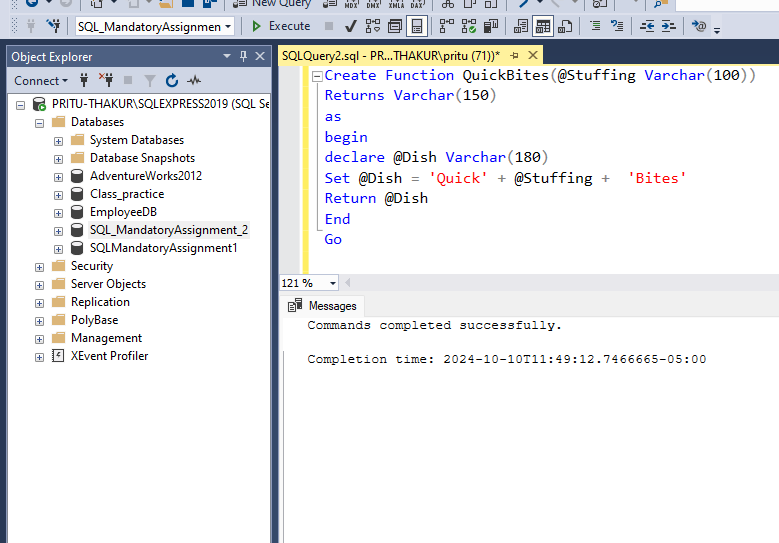 New Query
SQL_MandatoryAssignmen
Execute
Object Explorer
Connect
PRITU-THAKUR\SQLEXPRESS2019 (SQL Se
Databases
System Databases
Database Snapshots
AdventureWorks2012
Class_practice
EmployeeDB
SQL_MandatoryAssignment_2
SQLMandatoryAssignment1
Security
Server Objects
Replication
PolyBase
Management
XEvent Profiler
SQLQuery2.sql - PR...THAKUR\pritu (71))*
Create Function QuickBites(@Stuffing Varchar(100))
Returns Varchar(150)
as
begin
declare @Dish Varchar(180)
Set @Dish = 'Quick' + @Stuffing +  'Bites'
Return @Dish
End
Go
121 %
Messages
Commands completed successfully.
Completion time: 2024-10-10T11:49:12.7466665-05:00